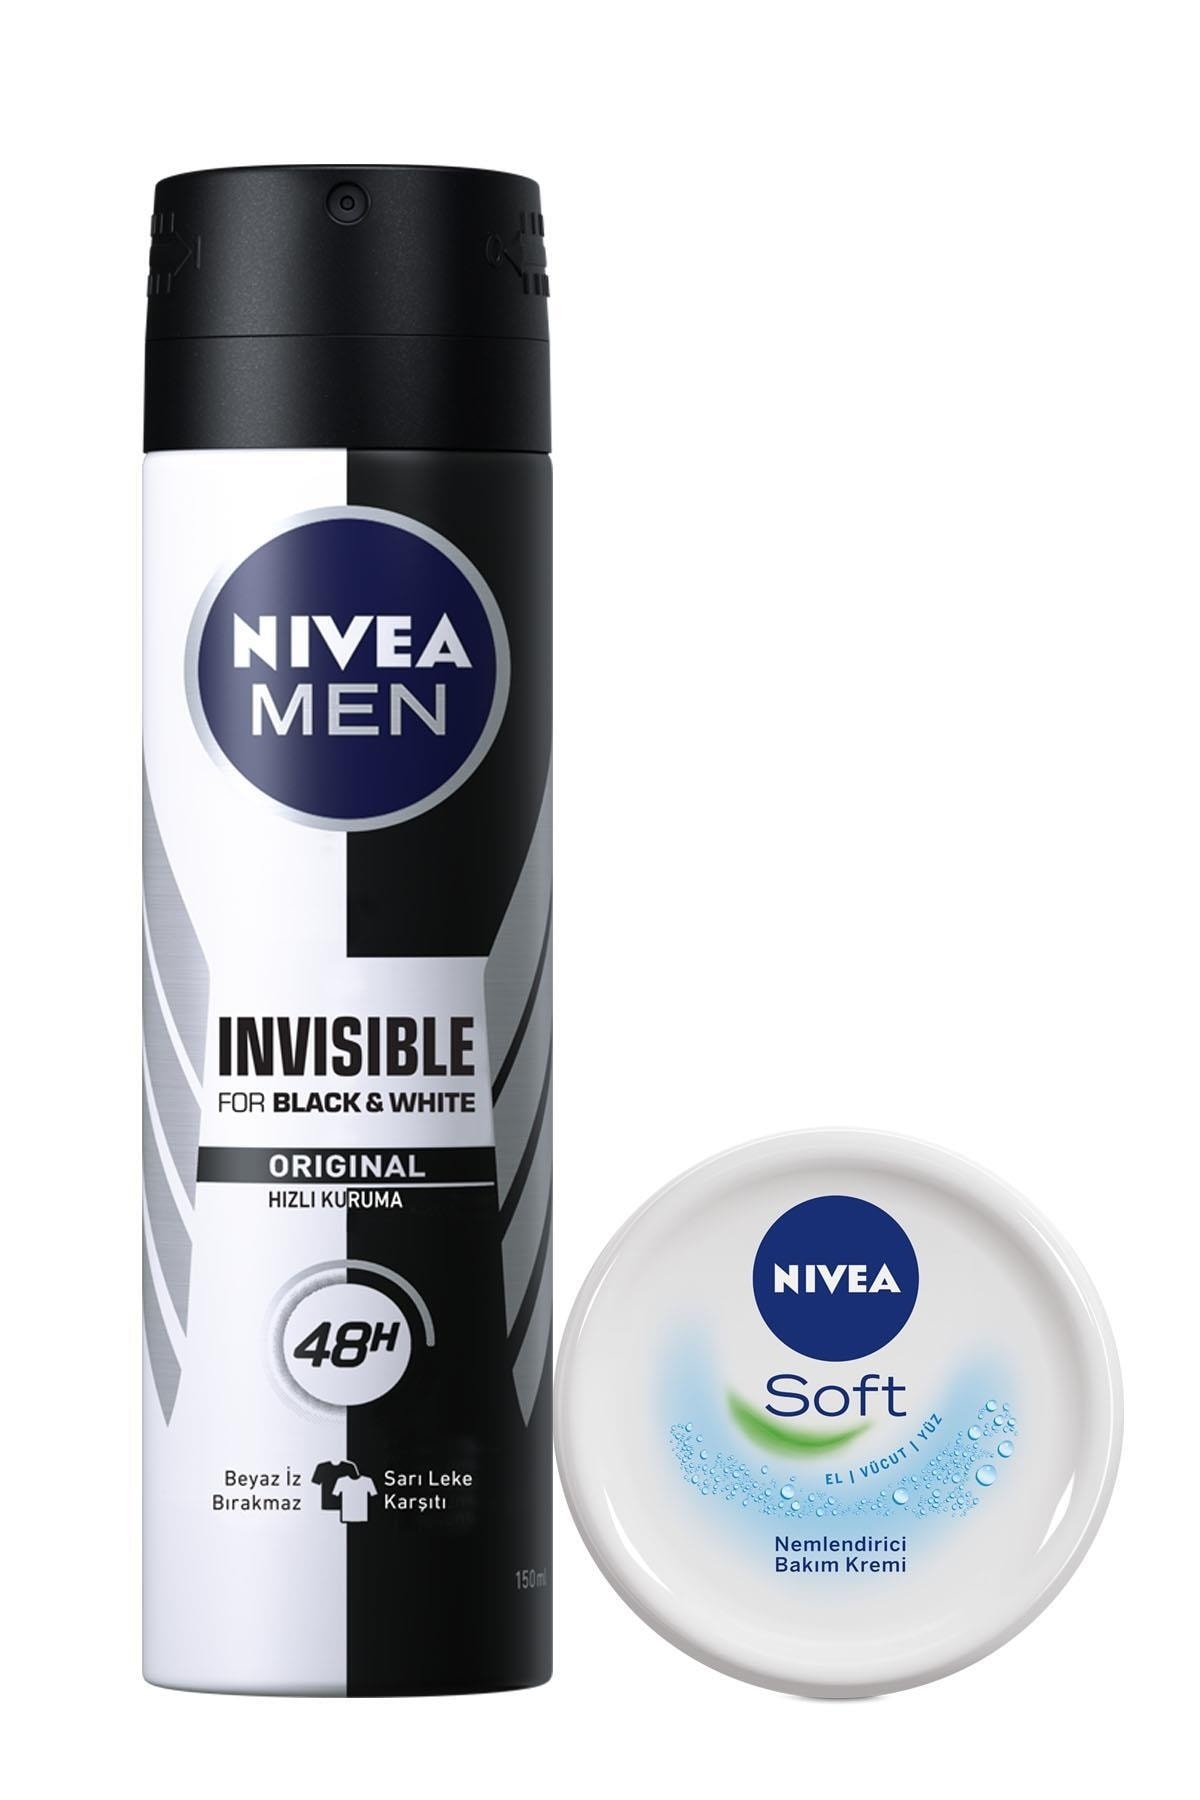 NIVEA
MEN
INVISIBLE
FOR BLACK & WHITE
ORIGINAL
HIZLI KURUMA
48H
Beyaz İz
Bırakmaz
Sarı Leke
Karşıtı
150ml
NIVEA
Soft
EL | VÜCUT | YÜZ
Nemlendirici
Bakım Kremi